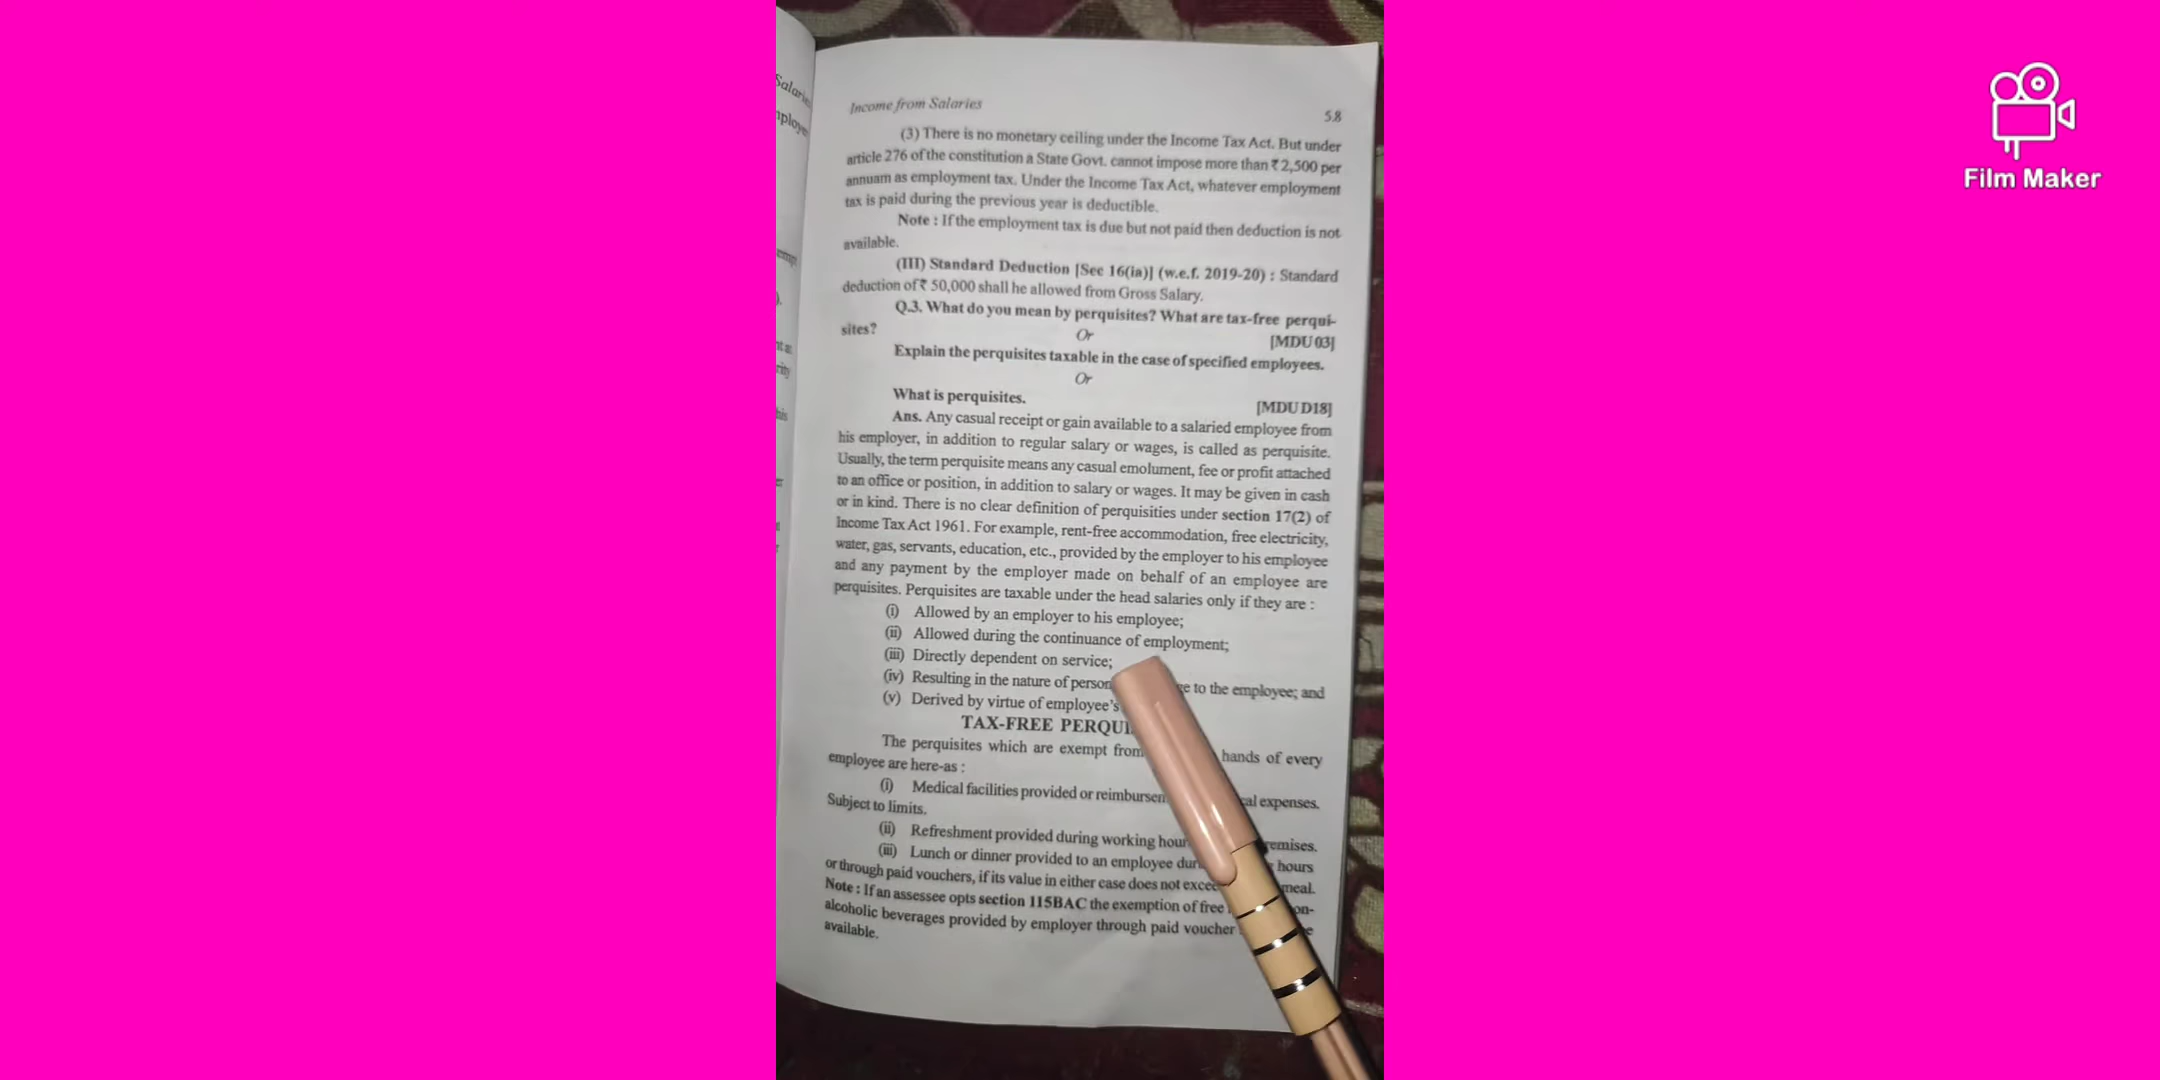 Salarie
mploye
emp
).
nt as
rity
his
Income from Salaries
5.8
(3) There is no monetary ceiling under the Income Tax Act. But under
article 276 of the constitution a State Govt. cannot impose more than ₹ 2,500 per
annuam as employment tax. Under the Income Tax Act, whatever employment
tax is paid during the previous year is deductible.
Note : If the employment tax is due but not paid then deduction is not
available.
(III) Standard Deduction [Sec 16(ia)] (w.e.f. 2019-20) : Standard
deduction of ₹ 50,000 shall he allowed from Gross Salary.
Q.3. What do you mean by perquisites? What are tax-free perqui-
sites?
Or
[MDU 03]
Explain the perquisites taxable in the case of specified employees.
Or
What is perquisites.
[MDU D18]
Ans. Any casual receipt or gain available to a salaried employee from
his employer, in addition to regular salary or wages, is called as perquisite.
Usually, the term perquisite means any casual emolument, fee or profit attached
to an office or position, in addition to salary or wages. It may be given in cash
or in kind. There is no clear definition of perquisities under section 17(2) of
Income Tax Act 1961. For example, rent-free accommodation, free electricity,
water, gas, servants, education, etc., provided by the employer to his employee
and any payment by the employer made on behalf of an employee are
perquisites. Perquisites are taxable under the head salaries only if they are :
(i) Allowed by an employer to his employee;
(ii) Allowed during the continuance of employment;
(iii) Directly dependent on service;
(iv) Resulting in the nature of person ge to the employee; and
(v) Derived by virtue of employee's
TAX-FREE PERQUI
The perquisites which are exempt from hands of every
employee are here-as :
(i) Medical facilities provided or reimbursem cal expenses.
Subject to limits.
(ii) Refreshment provided during working hour remises.
(iii) Lunch or dinner provided to an employee duri hours
or through paid vouchers, if its value in either case does not excee meal.
Note : If an assessee opts section 115BAC the exemption of free on-
alcoholic beverages provided by employer through paid voucher e
available.
Film Maker